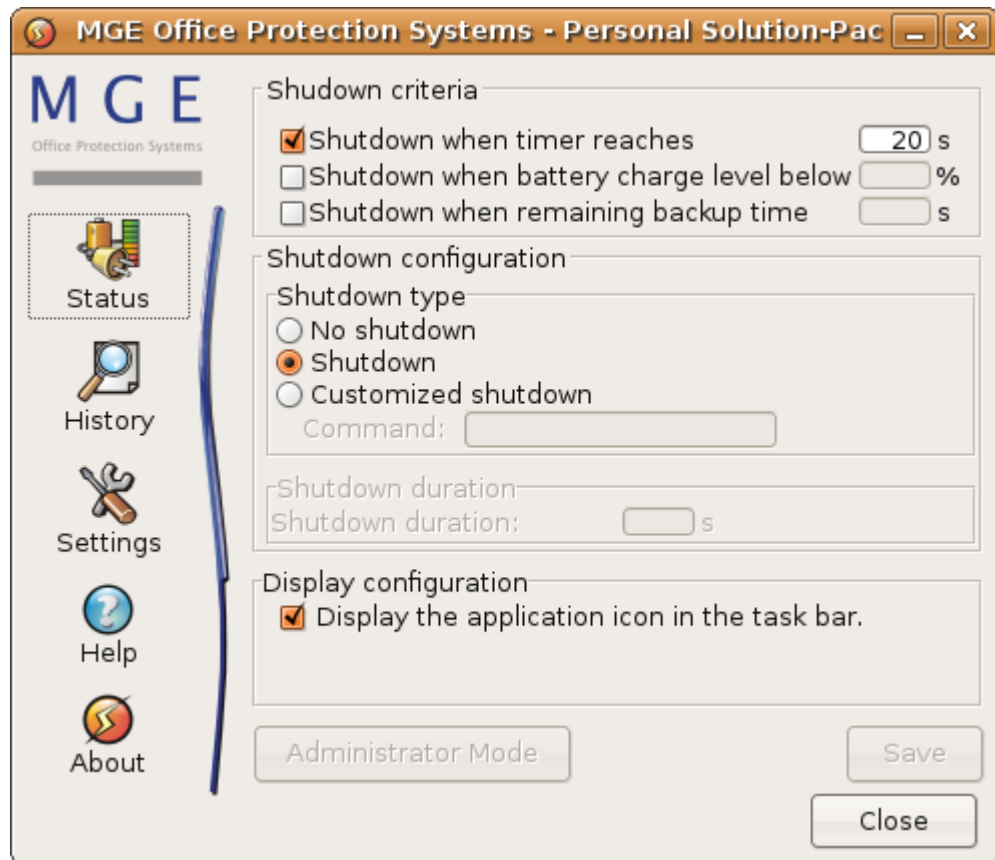 MGE Office Protection Systems - Personal Solution-Pac
M G E
Office Protection Systems
Status
History
Settings
Help
About
Shudown criteria
Shutdown when timer reaches 20 s
Shutdown when battery charge level below %
Shutdown when remaining backup time s
Shutdown configuration
Shutdown type
No shutdown
Shutdown
Customized shutdown
Command:
Shutdown duration
Shutdown duration: s
Display configuration
Display the application icon in the task bar.
Administrator Mode
Save
Close